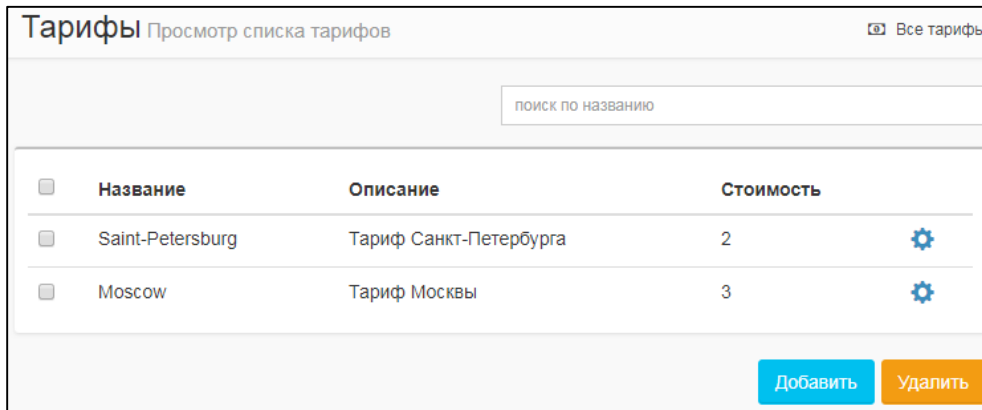 Тарифы Просмотр списка тарифов Все тарифы
поиск по названию
Название Описание Стоимость
Saint-Petersburg Тариф Санкт-Петербурга 2
Moscow Тариф Москвы 3
Добавить Удалить